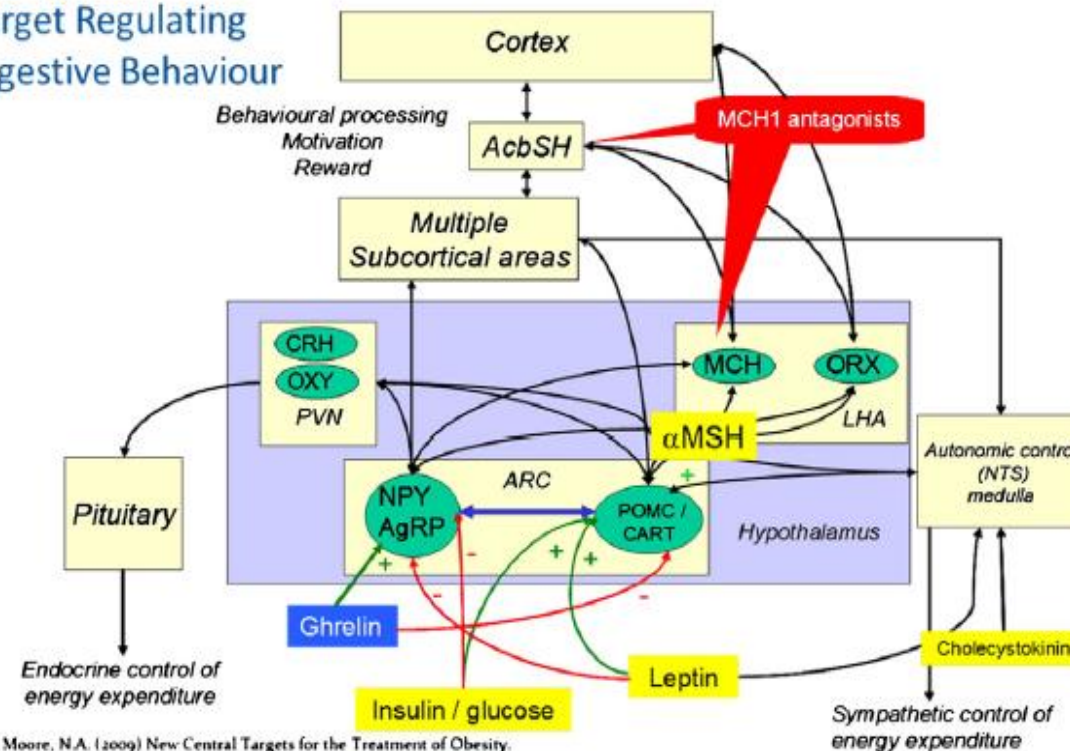 rget Regulating
gestive Behaviour
Cortex
Behavioural processing
Motivation
Reward
MCH1 antagonists
AcbSH
Multiple
Subcortical areas
CRH
OXY
PVN
MCH
ORX
LHA
αMSH
Autonomic contro
(NTS)
medulla
Pituitary
ARC
NPY
AgRP
POMC /
CART
Hypothalamus
+
+
+
+
-
-
-
Ghrelin
Endocrine control of
energy expenditure
Insulin / glucose
Leptin
Cholecystokinin
Sympathetic control of
energy expenditure
Moore, N.A. (2009) New Central Targets for the Treatment of Obesity.